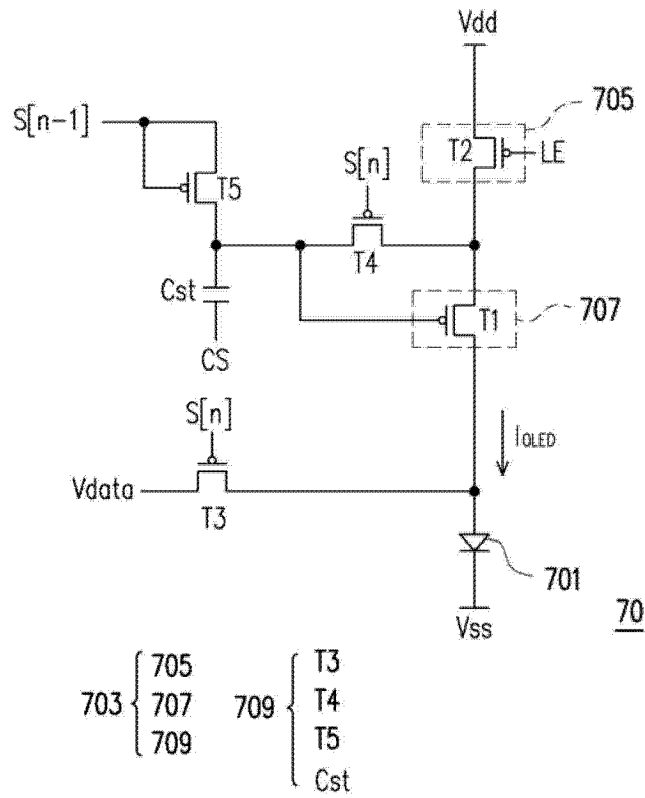 Vdd
705
S[n-1]
T2
LE
S[n]
T5
T4
Cst
T1
707
CS
S[n]
IOLED
Vdata
T3
701
Vss
70
703 { 705 707 709
709 { T3 T4 T5 Cst